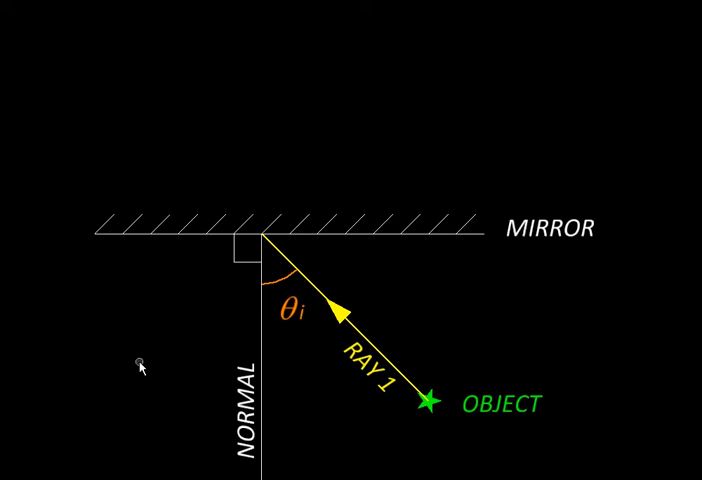 MIRROR
θi
RAY 1
NORMAL
OBJECT